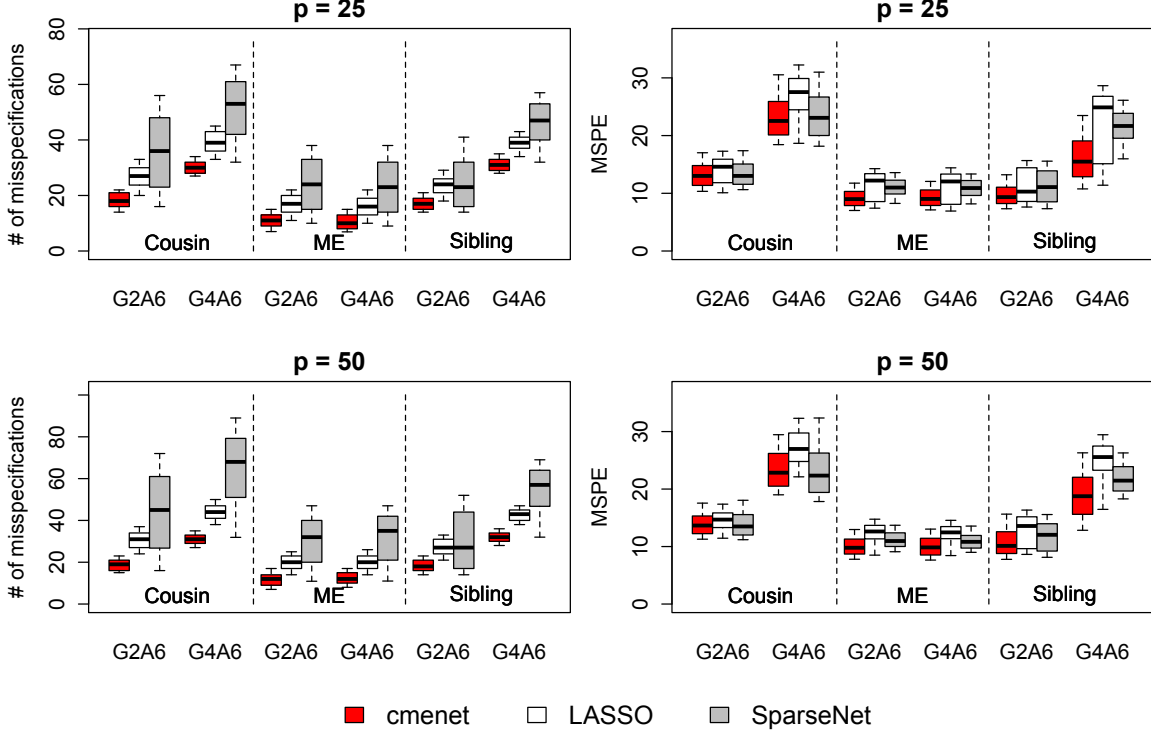 p = 25
# of misspecifications
80
60
40
20
0
Cousin ME Sibling
G2A6 G4A6 G2A6 G4A6 G2A6 G4A6
p = 25
MSPE
30
20
10
0
Cousin ME Sibling
G2A6 G4A6 G2A6 G4A6 G2A6 G4A6
p = 50
# of misspecifications
80
60
40
20
0
Cousin ME Sibling
G2A6 G4A6 G2A6 G4A6 G2A6 G4A6
p = 50
MSPE
30
20
10
0
Cousin ME Sibling
G2A6 G4A6 G2A6 G4A6 G2A6 G4A6
cmenet LASSO SparseNet